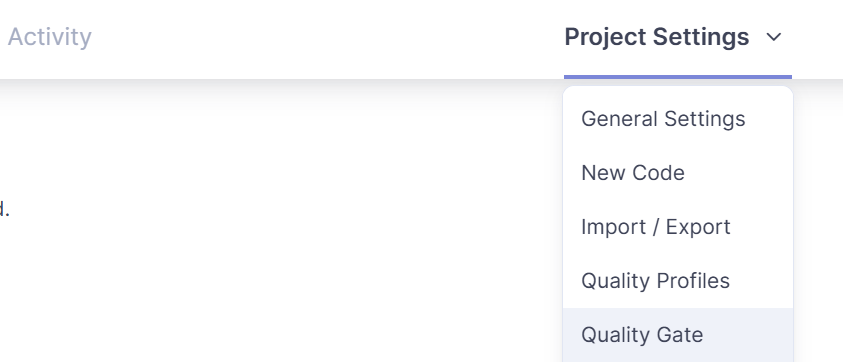 Activity
Project Settings
General Settings
New Code
d.
Import / Export
Quality Profiles
Quality Gate